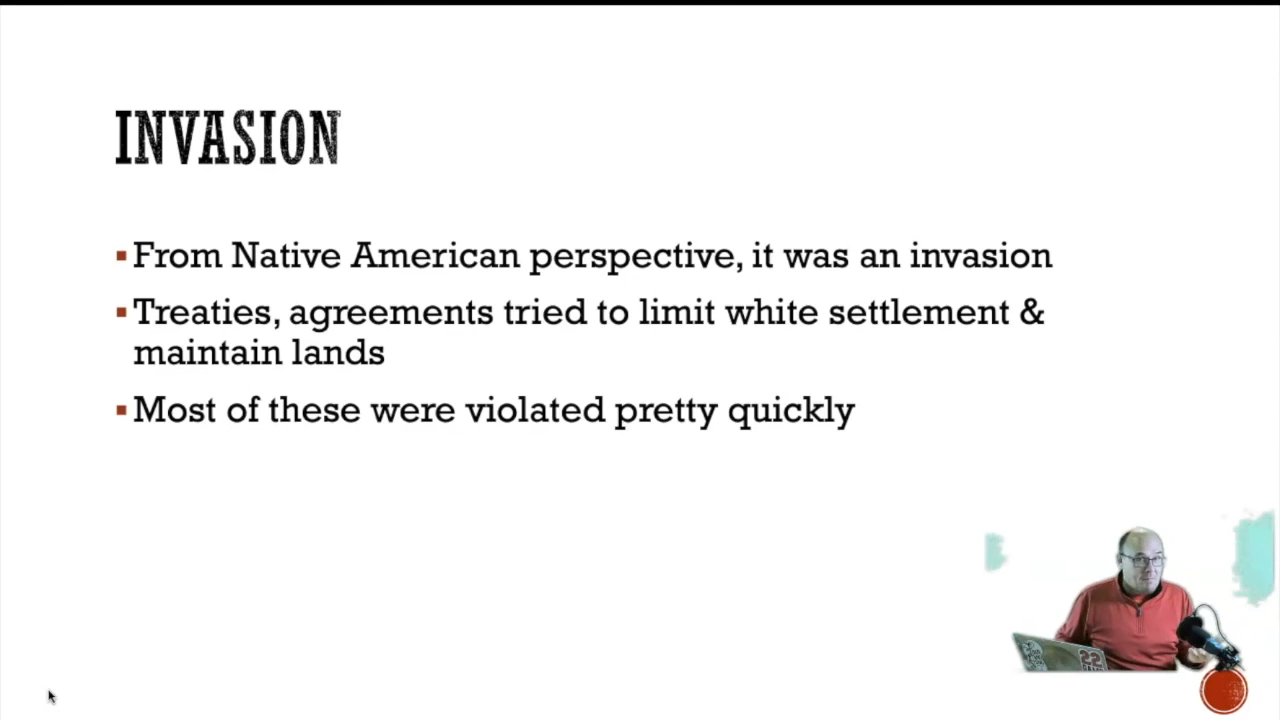 INVASION
▪From Native American perspective, it was an invasion
▪Treaties, agreements tried to limit white settlement &
maintain lands
▪Most of these were violated pretty quickly
22